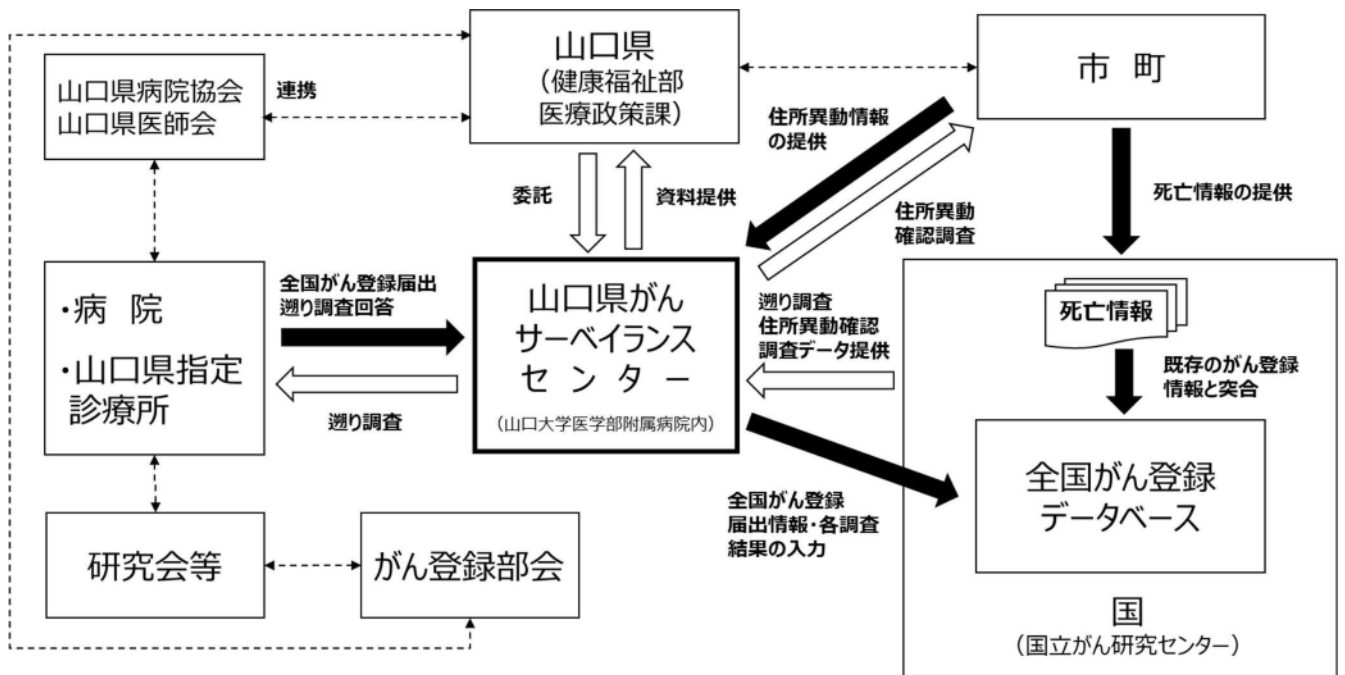 山口県
（健康福祉部
医療政策課）
市 町
山口県病院協会
山口県医師会
連携
住所異動情報
の提供
委託
資料提供
住所異動
確認調査
死亡情報の提供
・病 院
・山口県指定
診療所
全国がん登録届出
遡り調査回答
遡り調査
山口県がん
サーベイランス
センター
（山口大学医学部附属病院内）
遡り調査
住所異動確認
調査データ提供
死亡情報
既存のがん登録
情報と突合
全国がん登録
データベース
全国がん登録
届出情報・各調査
結果の入力
研究会等
がん登録部会
国
（国立がん研究センター）